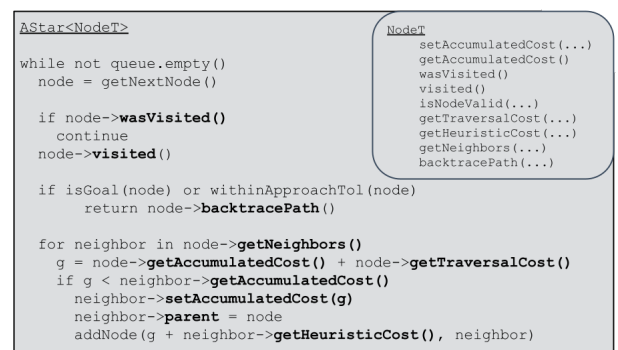 AStar<NodeT>
while not queue.empty()
node = getNextNode()
if node->wasVisited()
continue
node->visited()
if isGoal(node) or withinApproachTol(node)
return node->backtracePath()
for neighbor in node->getNeighbors()
g = node->getAccumulatedCost() + node->getTraversalCost()
if g < neighbor->getAccumulatedCost()
neighbor->setAccumulatedCost(g)
neighbor->parent = node
addNode(g + neighbor->getHeuristicCost(), neighbor)
NodeT
setAccumulatedCost(...)
getAccumulatedCost()
wasVisited()
visited()
isNodeValid(...)
getTraversalCost(...)
getHeuristicCost(...)
getNeighbors(...)
backtracePath(...)